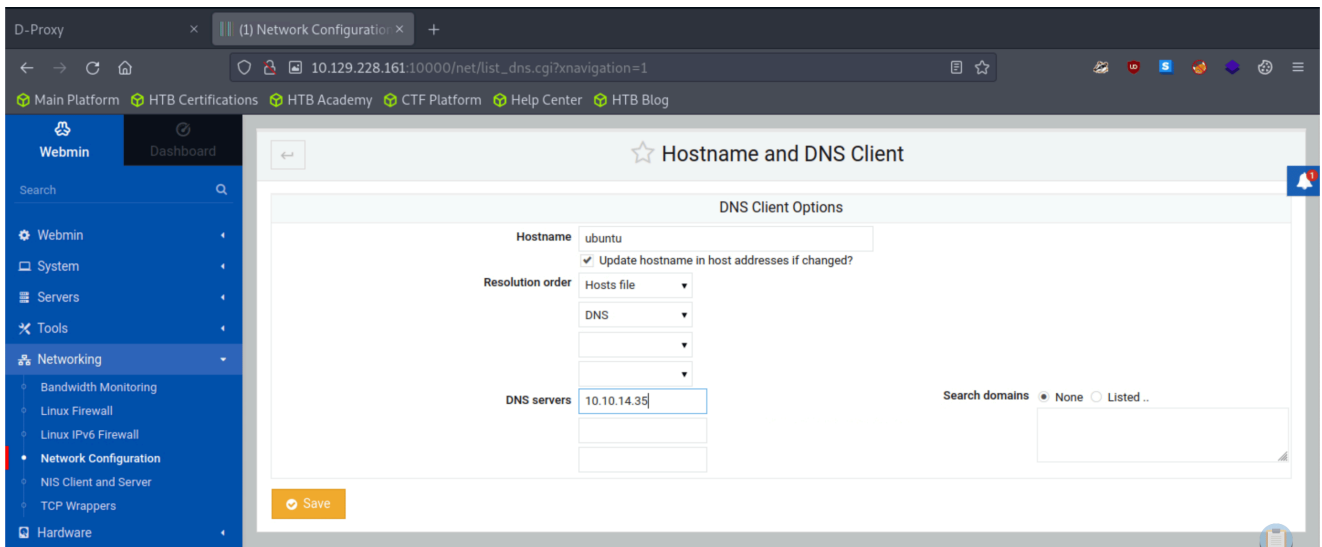 D-Proxy
(1) Network Configuration
10.129.228.161:10000/net/list_dns.cgi?xnavigation=1
Main Platform HTB Certifications HTB Academy CTF Platform Help Center HTB Blog
Webmin Dashboard
Search
Webmin
System
Servers
Tools
Networking
Bandwidth Monitoring
Linux Firewall
Linux IPv6 Firewall
Network Configuration
NIS Client and Server
TCP Wrappers
Hardware
Hostname and DNS Client
1
DNS Client Options
Hostname ubuntu
Update hostname in host addresses if changed?
Resolution order Hosts file
DNS
DNS servers 10.10.14.35 Search domains None Listed ..
Save